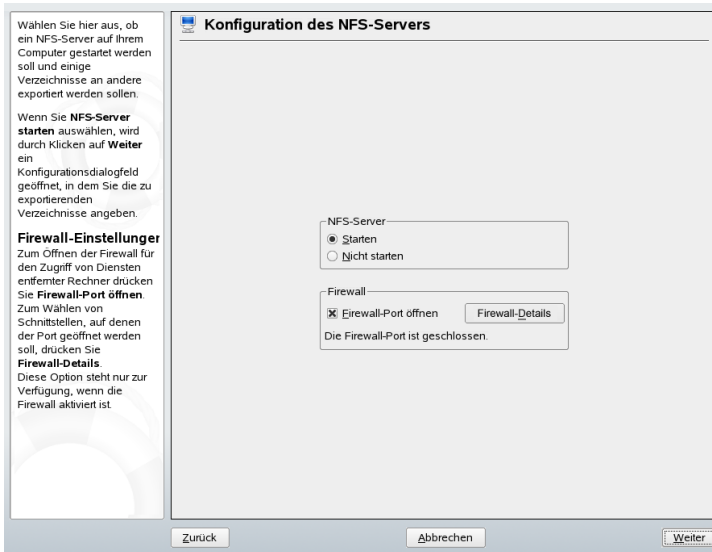 Wählen Sie hier aus, ob
ein NFS-Server auf Ihrem
Computer gestartet werden
soll und einige
Verzeichnisse an andere
exportiert werden sollen.
Wenn Sie NFS-Server
starten auswählen, wird
durch Klicken auf Weiter
ein
Konfigurationsdialogfeld
geöffnet, in dem Sie die zu
exportierenden
Verzeichnisse angeben.
Firewall-Einstellunger
Zum Öffnen der Firewall für
den Zugriff von Diensten
entfernter Rechner drücken
Sie Firewall-Port öffnen.
Zum Wählen von
Schnittstellen, auf denen
der Port geöffnet werden
soll, drücken Sie
Firewall-Details.
Diese Option steht nur zur
Verfügung, wenn die
Firewall aktiviert ist.
Konfiguration des NFS-Servers
NFS-Server
Starten
Nicht starten
Firewall
Firewall-Port öffnen
Firewall-Details
Die Firewall-Port ist geschlossen.
Zurück
Abbrechen
Weiter